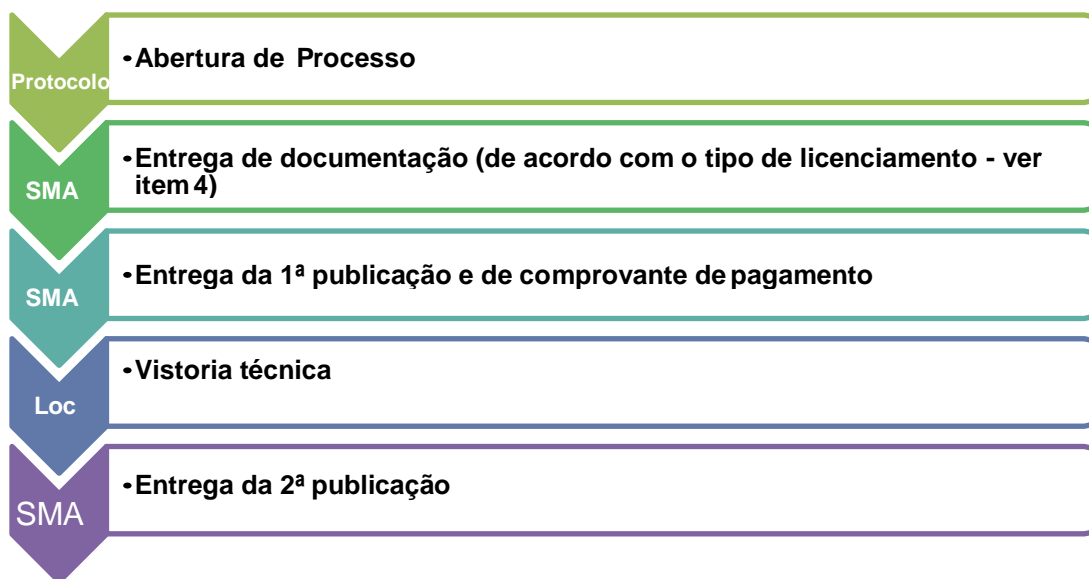 Protocolo
•Abertura de Processo
SMA
•Entrega de documentação (de acordo com o tipo de licenciamento - ver
item 4)
SMA
•Entrega da 1ª publicação e de comprovante de pagamento
Loc
•Vistoria técnica
SMA
•Entrega da 2ª publicação